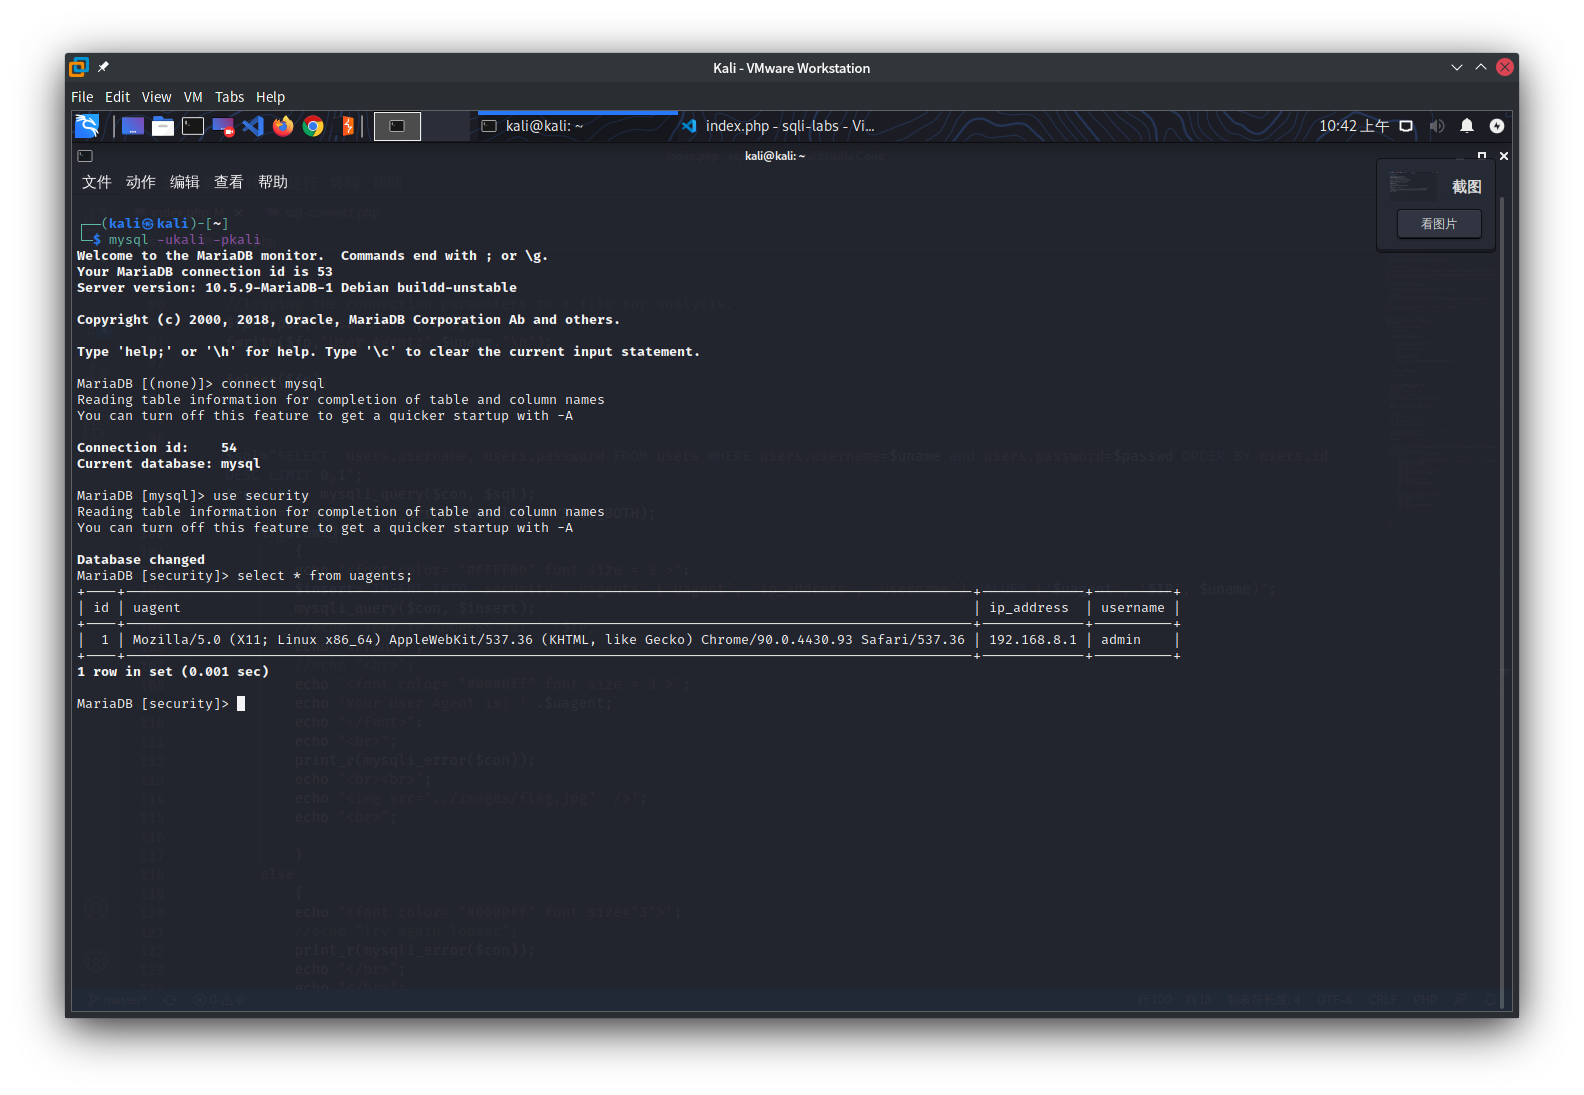 Kali - VMware Workstation
File Edit View VM Tabs Help
kali@kali: ~
index.php - sqli-labs - Vi...
10:42 上午
kali@kali: ~
文件 动作 编辑 查看 帮助
截图
看图片
(kali㉿kali)-[~]
$ mysql -ukali -pkali
Welcome to the MariaDB monitor.  Commands end with ; or \g.
Your MariaDB connection id is 53
Server version: 10.5.9-MariaDB-1 Debian buildd-unstable
Copyright (c) 2000, 2018, Oracle, MariaDB Corporation Ab and others.
Type 'help;' or '\h' for help. Type '\c' to clear the current input statement.
MariaDB [(none)]> connect mysql
Reading table information for completion of table and column names
You can turn off this feature to get a quicker startup with -A
Connection id:    54
Current database: mysql
MariaDB [mysql]> use security
Reading table information for completion of table and column names
You can turn off this feature to get a quicker startup with -A
Database changed
MariaDB [security]> select * from uagents;
| id | uagent | ip_address | username |
| 1 | Mozilla/5.0 (X11; Linux x86_64) AppleWebKit/537.36 (KHTML, like Gecko) Chrome/90.0.4430.93 Safari/537.36 | 192.168.8.1 | admin |
1 row in set (0.001 sec)
MariaDB [security]>